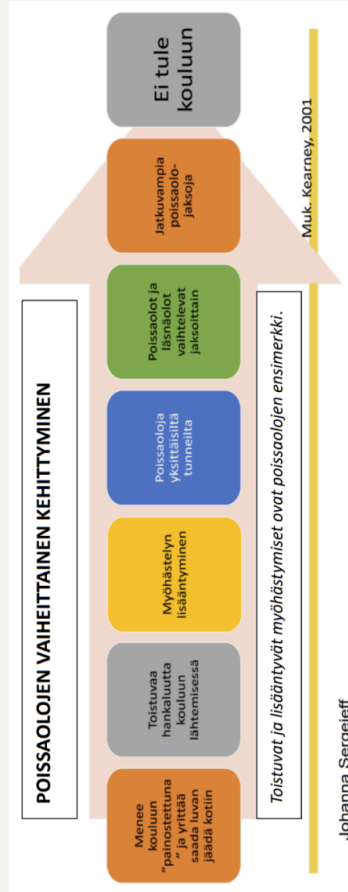 POISSAOLOJEN VAIHEITTAINEN KEHITTYMINEN
Menee
kouluun
"painostettuna
" ja yrittää
saada luvan
jäädä kotiin
Toistuvaa
hankaluutta
kouluun
lähtemisessä
Myöhästelyn
lisääntyminen
Poissaoloja
yksittäisiltä
tunneilta
Poissaolot ja
läsnäolot
vaihtelevat
jaksoittain
Jatkuvampia
poissaolo-
jaksoja
Ei tule
kouluun
Toistuvat ja lisääntyvät myöhästymiset ovat poissaolojen ensimerkki.
Muk. Kearney, 2001
Johanna Sergejeff